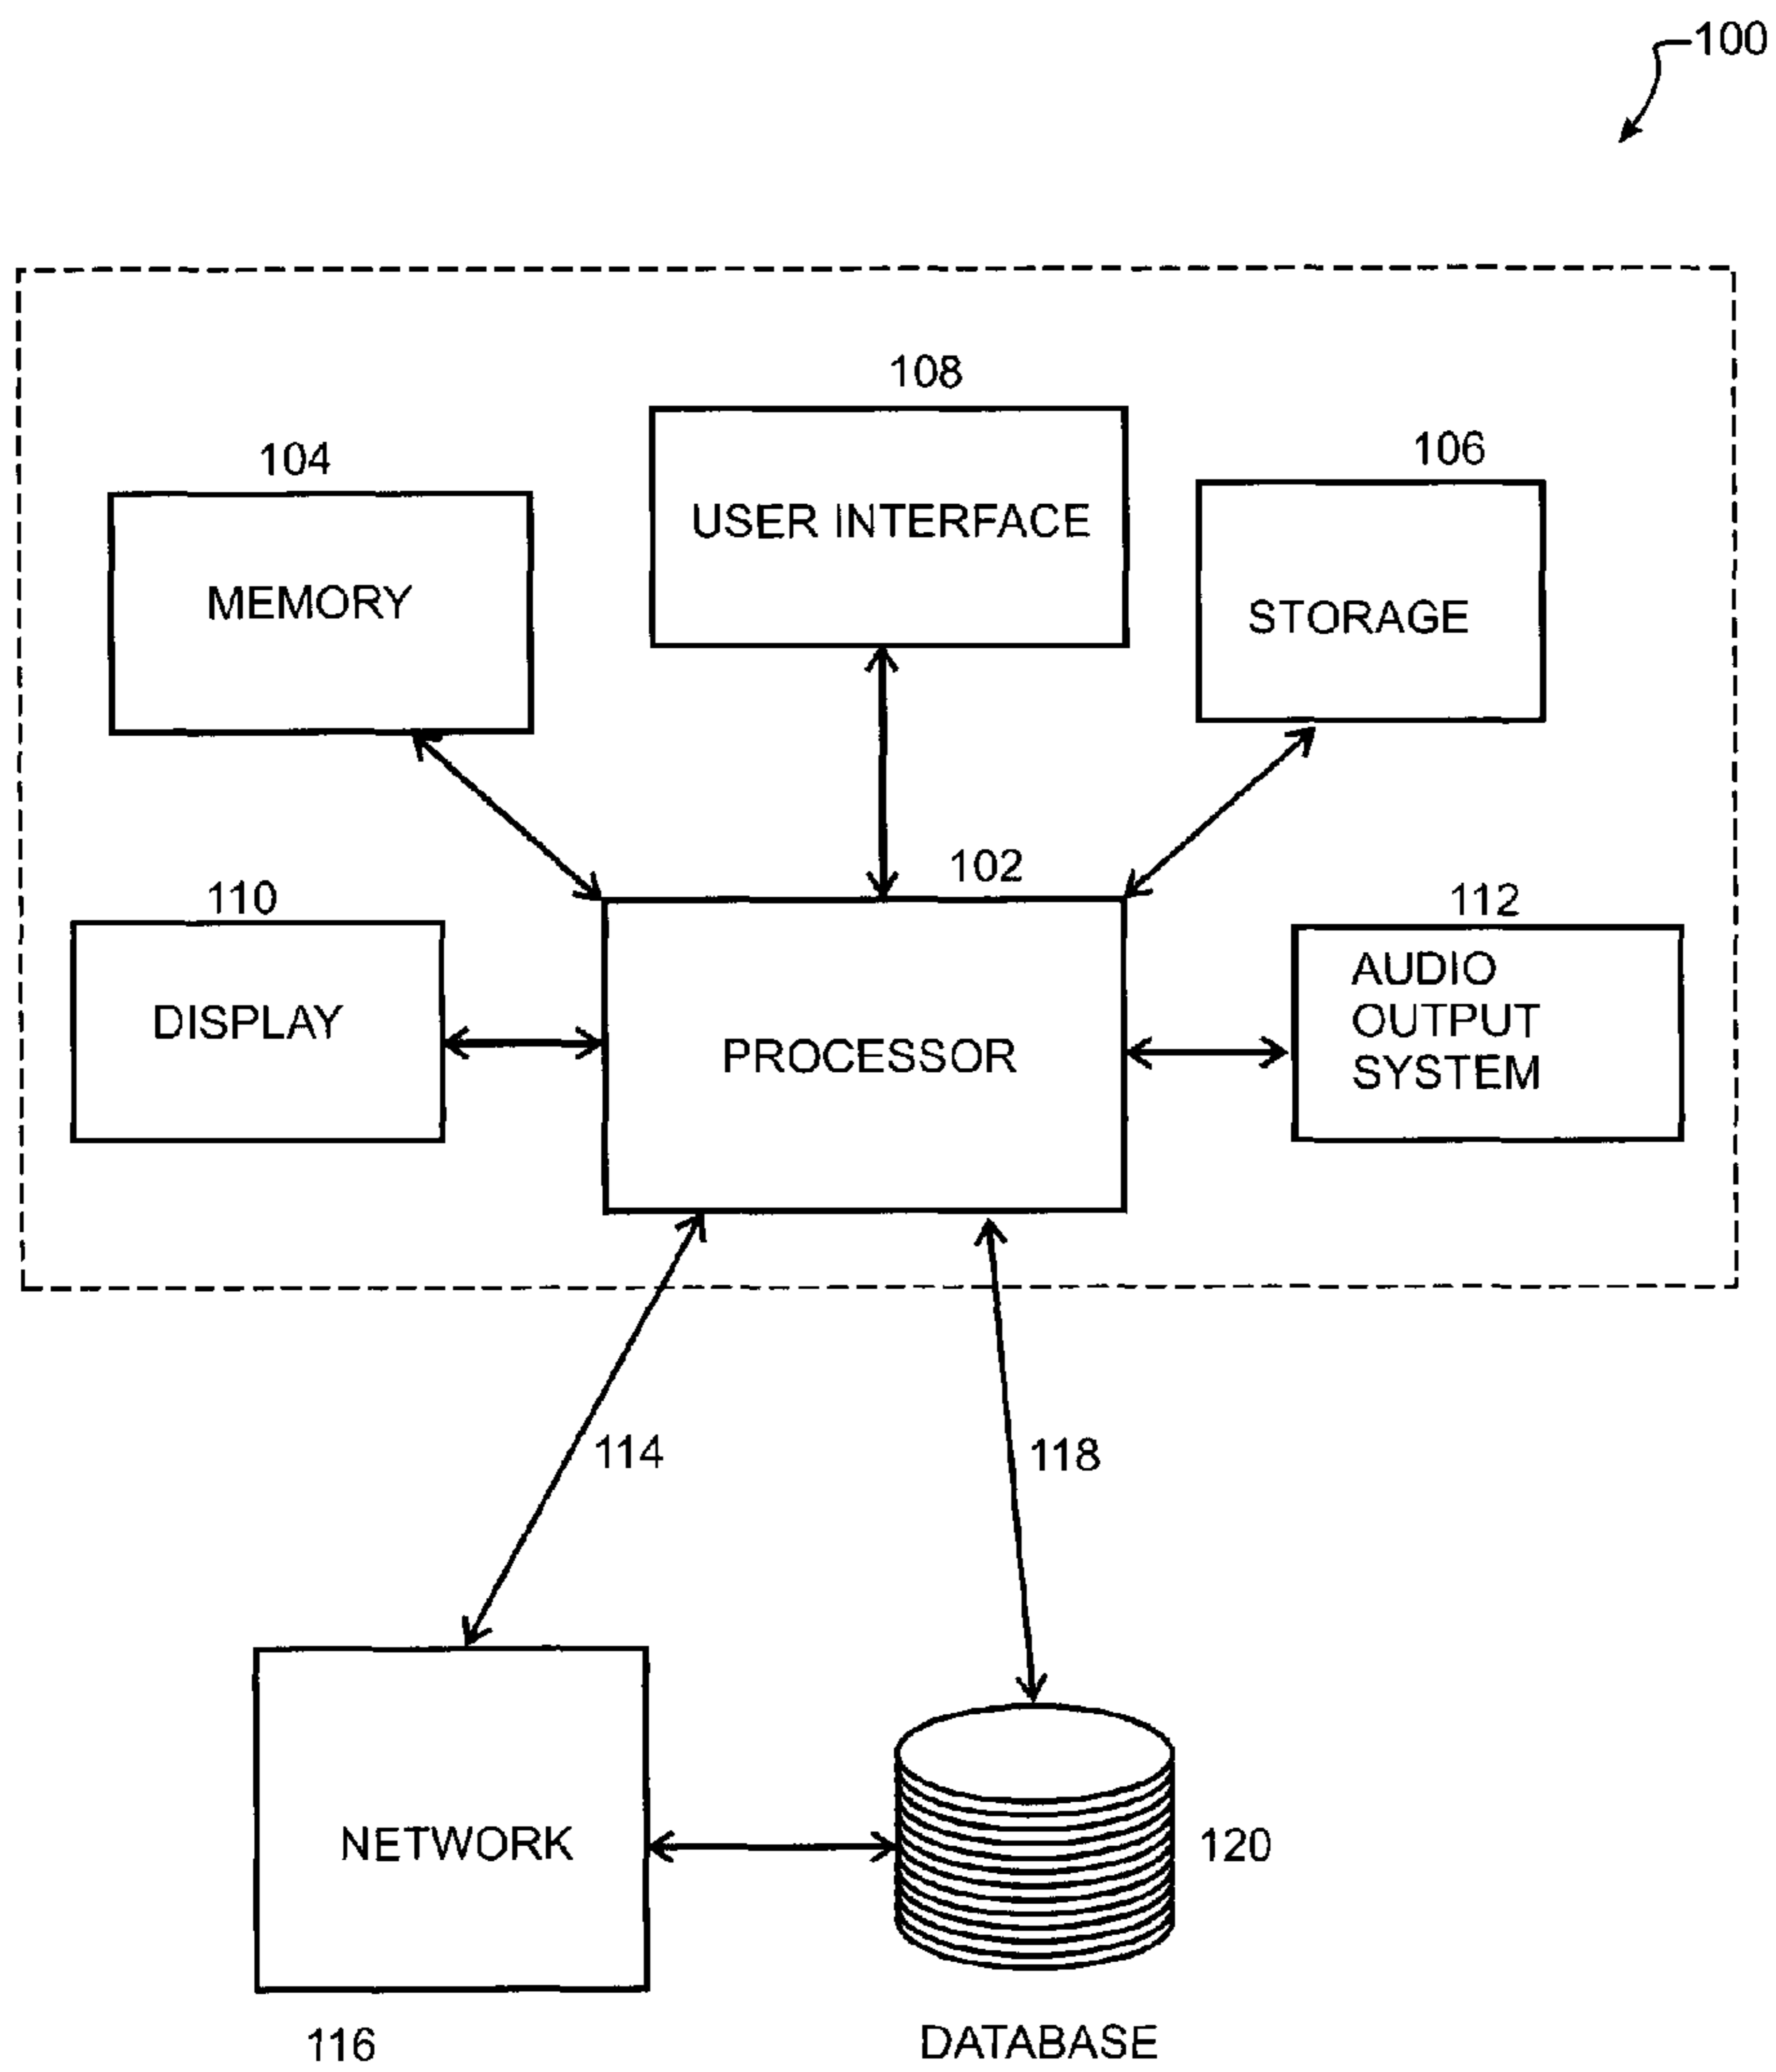 100
108
USER INTERFACE
104
MEMORY
106
STORAGE
102
PROCESSOR
110
DISPLAY
112
AUDIO
OUTPUT
SYSTEM
114
118
NETWORK
116
120
DATABASE